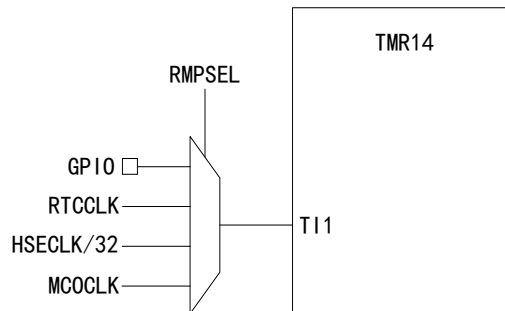 TMR14
RMPSEL
GPIO
RTCCLK
TI1
HSECLK/32
MCOCLK